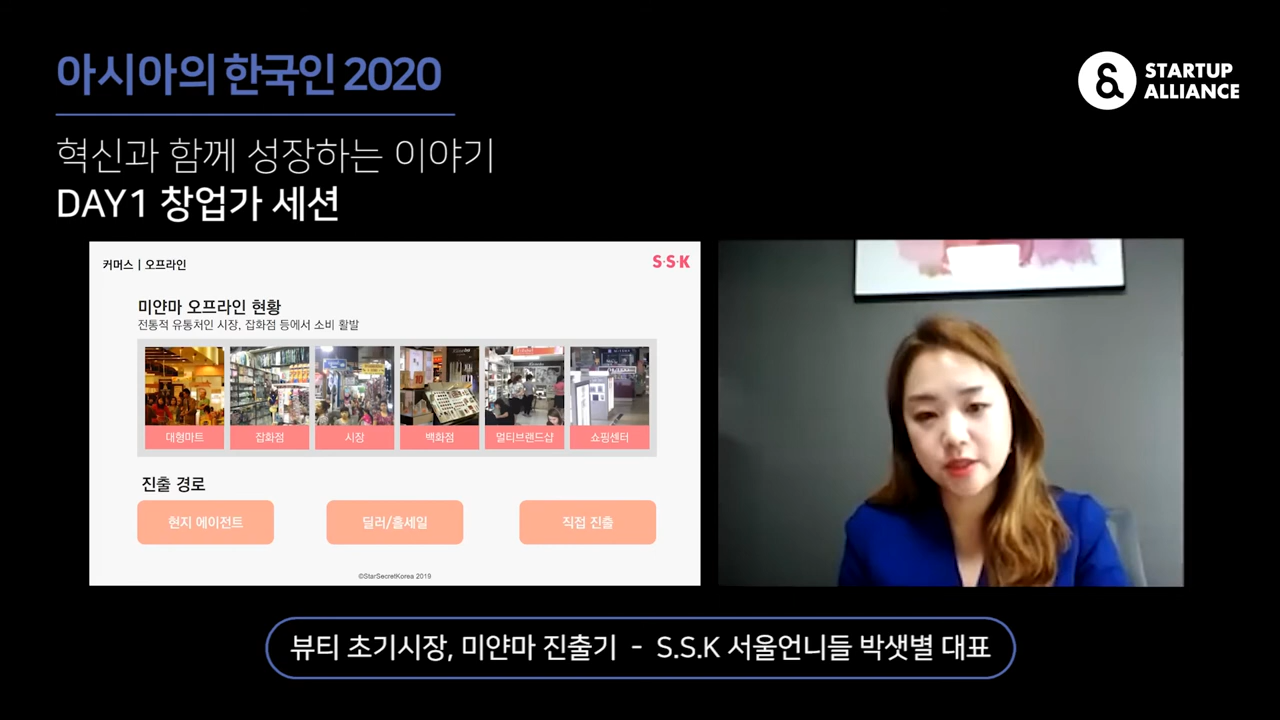 아시아의 한국인 2020
STARTUP
ALLIANCE
혁신과 함께 성장하는 이야기
DAY1 창업가 세션
커머스 | 오프라인
S·S·K
미얀마 오프라인 현황
전통적 유통처인 시장, 잡화점 등에서 소비 활발
대형마트
잡화점
시장
백화점
멀티브랜드샵
쇼핑센터
진출 경로
현지 에이전트
딜러/홀세일
직접 진출
©StarSecretKorea 2019
뷰티 초기시장, 미얀마 진출기 - S.S.K 서울언니들 박샛별 대표